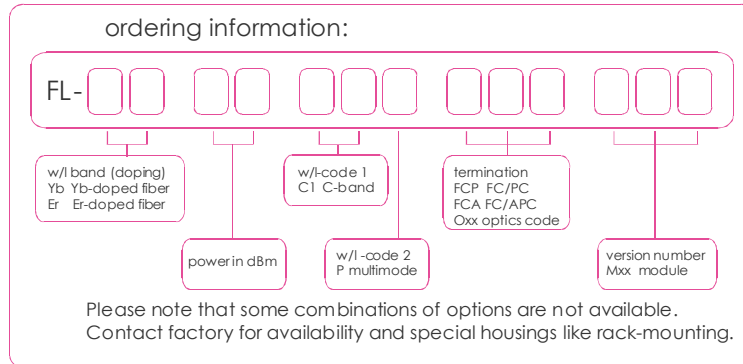 ordering information:
FL-
w/l band (doping)
Yb Yb-doped fiber
Er Er-doped fiber
power in dBm
w/l-code 1
C1 C-band
w/l -code 2
P multimode
termination
FCP FC/PC
FCA FC/APC
Oxx optics code
version number
Mxx module
Please note that some combinations of options are not available.
Contact factory for availability and special housings like rack-mounting.